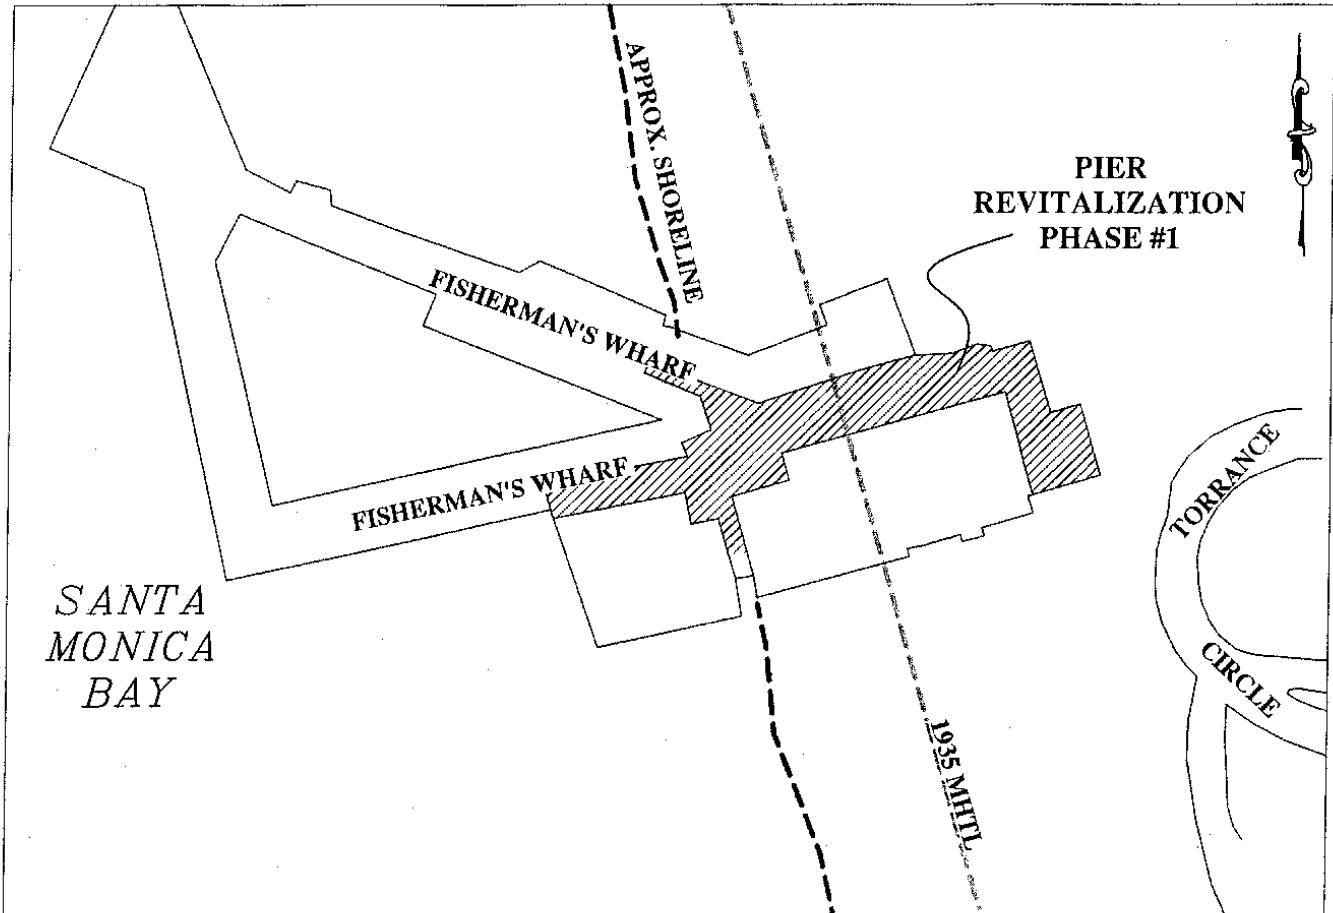 APPROX. SHORELINE
PIER
REVITALIZATION
PHASE #1
FISHERMAN'S WHARF
FISHERMAN'S WHARF
TORRANCE
CIRCLE
SANTA
MONICA
BAY
1935 MHTL